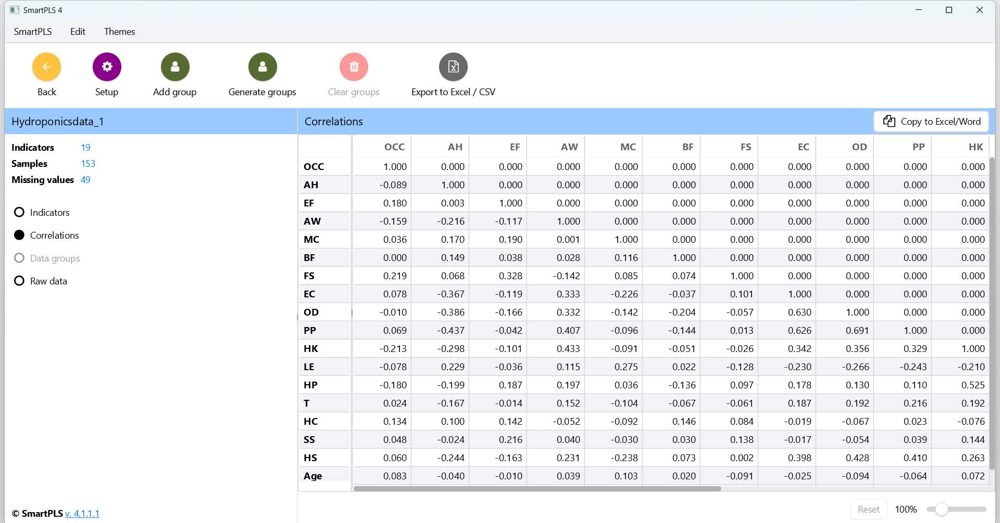 SmartPLS 4
SmartPLS Edit Themes
Back Setup Add group Generate groups Clear groups Export to Excel / CSV
Hydroponicsdata_1
Indicators 19
Samples 153
Missing values 49
Indicators
Correlations
Data groups
Raw data
© SmartPLS v. 4.1.1.1
Correlations Copy to Excel/Word
OCC AH EF AW MC BF FS EC OD PP HK
OCC 1.000 0.000 0.000 0.000 0.000 0.000 0.000 0.000 0.000 0.000 0.000
AH -0.089 1.000 0.000 0.000 0.000 0.000 0.000 0.000 0.000 0.000 0.000
EF 0.180 0.003 1.000 0.000 0.000 0.000 0.000 0.000 0.000 0.000 0.000
AW -0.159 -0.216 -0.117 1.000 0.000 0.000 0.000 0.000 0.000 0.000 0.000
MC 0.036 0.170 0.190 0.001 1.000 0.000 0.000 0.000 0.000 0.000 0.000
BF 0.000 0.149 0.038 0.028 0.116 1.000 0.000 0.000 0.000 0.000 0.000
FS 0.219 0.068 0.328 -0.142 0.085 0.074 1.000 0.000 0.000 0.000 0.000
EC 0.078 -0.367 -0.119 0.333 -0.226 -0.037 0.101 1.000 0.000 0.000 0.000
OD -0.010 -0.386 -0.166 0.332 -0.142 -0.204 -0.057 0.630 1.000 0.000 0.000
PP 0.069 -0.437 -0.042 0.407 -0.096 -0.144 0.013 0.626 0.691 1.000 0.000
HK -0.213 -0.298 -0.101 0.433 -0.091 -0.051 -0.026 0.342 0.356 0.329 1.000
LE -0.078 0.229 -0.036 0.115 0.275 0.022 -0.128 -0.230 -0.266 -0.243 -0.210
HP -0.180 -0.199 0.187 0.197 0.036 -0.136 0.097 0.178 0.130 0.110 0.525
T 0.024 -0.167 -0.014 0.152 -0.104 -0.067 -0.061 0.187 0.192 0.216 0.192
HC 0.134 0.100 0.142 -0.052 -0.092 0.146 0.084 -0.019 -0.067 0.023 -0.076
SS 0.048 -0.024 0.216 0.040 -0.030 0.030 0.138 -0.017 -0.054 0.039 0.144
HS 0.060 -0.244 -0.163 0.231 -0.238 0.073 0.002 0.398 0.428 0.410 0.263
Age 0.083 -0.040 -0.010 0.039 0.103 0.020 -0.091 -0.025 -0.094 -0.064 0.072
Reset 100%